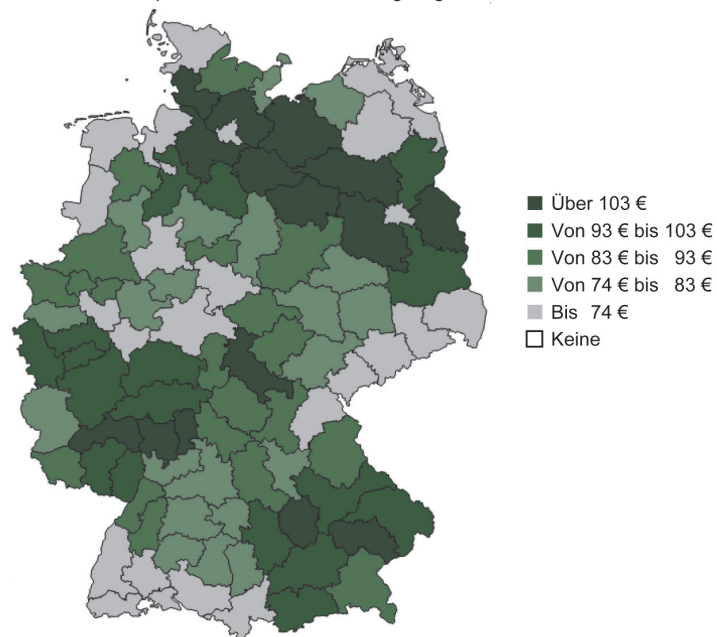 Über 103 €
Von 93 € bis 103 €
Von 83 € bis 93 €
Von 74 € bis 83 €
Bis 74 €
Keine